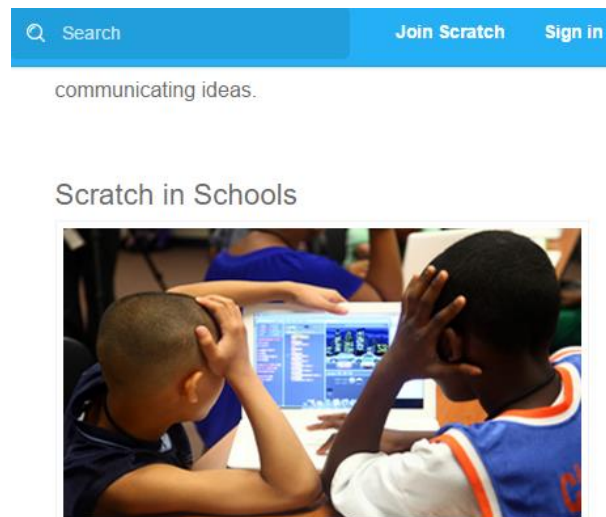 Search Join Scratch Sign in
communicating ideas.
Scratch in Schools